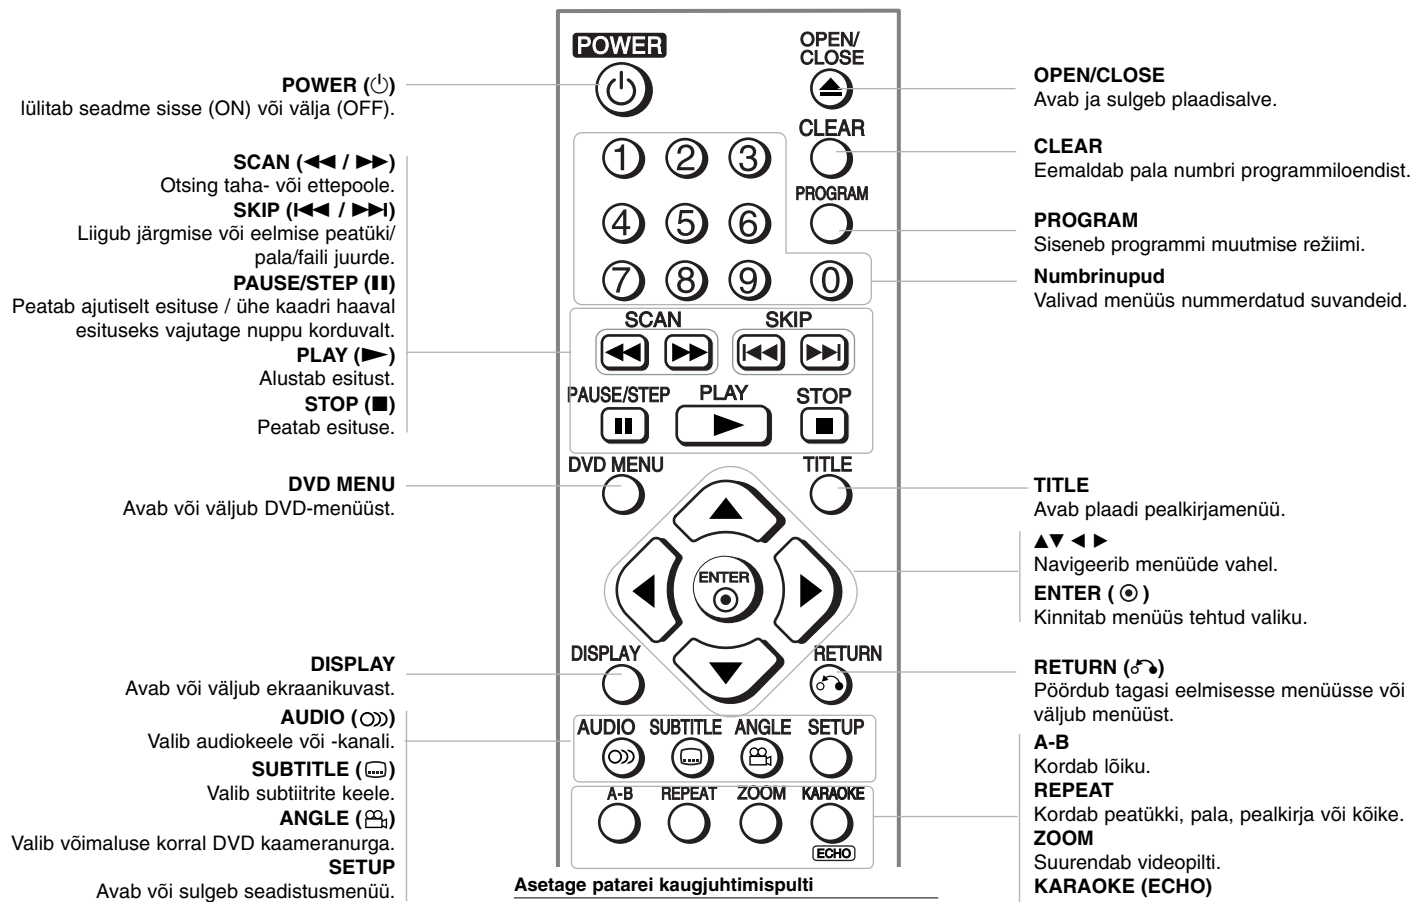 POWER (⏻)
lülitab seadme sisse (ON) või välja (OFF).
SCAN (◀◀ / ▶▶)
Otsing taha- või ettepoole.
SKIP (I◀◀ / ▶▶I)
Liigub järgmise või eelmise peatüki/
pala/faili juurde.
PAUSE/STEP (II)
Peatab ajutiselt esituse / ühe kaadri haaval
esituseks vajutage nuppu korduvalt.
PLAY (▶)
Alustab esitust.
STOP (■)
Peatab esituse.
DVD MENU
Avab või väljub DVD-menüüst.
DISPLAY
Avab või väljub ekraanikuvast.
AUDIO
Valib audiokeele või -kanali.
SUBTITLE
Valib subtiitrite keele.
ANGLE
Valib võimaluse korral DVD kaameranurga.
SETUP
Avab või sulgeb seadistusmenüü.
POWER
OPEN/
CLOSE
CLEAR
1 2 3
PROGRAM
4 5 6
7 8 9 0
SCAN SKIP
PAUSE/STEP PLAY STOP
DVD MENU TITLE
ENTER
DISPLAY RETURN
AUDIO SUBTITLE ANGLE SETUP
A-B REPEAT ZOOM KARAOKE
ECHO
Asetage patarei kaugjuhtimispulti
OPEN/CLOSE
Avab ja sulgeb plaadisalve.
CLEAR
Eemaldab pala numbri programmiloendist.
PROGRAM
Siseneb programmi muutmise režiimi.
Numbrinupud
Valivad menüüs nummerdatud suvandeid.
TITLE
Avab plaadi pealkirjamenüü.
▲▼ ◀ ▶
Navigeerib menüüde vahel.
ENTER (◉)
Kinnitab menüüs tehtud valiku.
RETURN
Pöördub tagasi eelmisesse menüüsse või
väljub menüüst.
A-B
Kordab lõiku.
REPEAT
Kordab peatükki, pala, pealkirja või kõike.
ZOOM
Suurendab videopilti.
KARAOKE (ECHO)